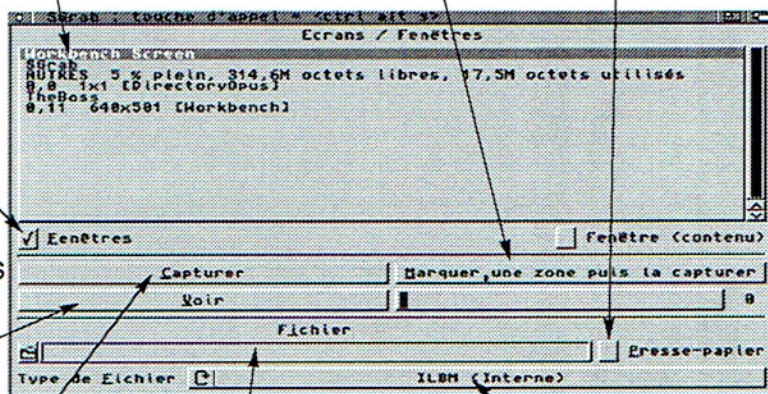 SGrab ; touche d'appel = <ctrl alt s>
Ecrans / Fenêtres
Workbench Screen
SGrab
AUTRES 5 % plein, 314,6M octets libres, 17,5M octets utilisés
0,0 1x1 [DirectoryOpus]
TheBoss
0,11 640x501 [Workbench]
Fenêtres
Fenêtre (contenu)
S
Capturer
Marquer,une zone puis la capturer
Voir
0
Fichier
Presse-papier
Type de Fichier
ILBM (Interne)